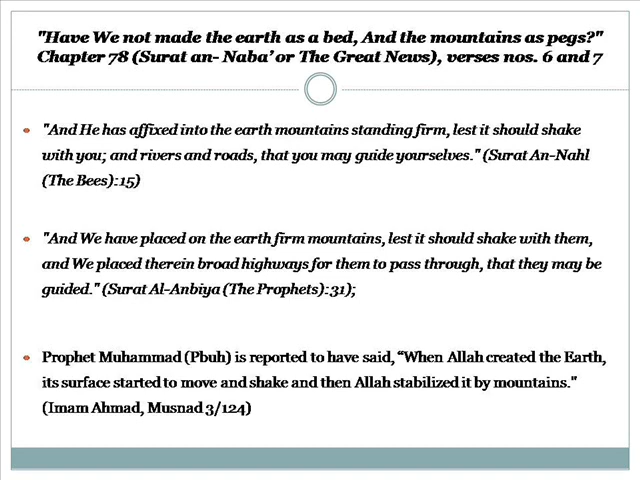 "Have We not made the earth as a bed, And the mountains as pegs?"
Chapter 78 (Surat an- Naba' or The Great News), verses nos. 6 and 7
"And He has affixed into the earth mountains standing firm, lest it should shake
with you; and rivers and roads, that you may guide yourselves." (Surat An-Nahl
(The Bees):15)
"And We have placed on the earth firm mountains, lest it should shake with them,
and We placed therein broad highways for them to pass through, that they may be
guided." (Surat Al-Anbiya (The Prophets):31);
Prophet Muhammad (Pbuh) is reported to have said, “When Allah created the Earth,
its surface started to move and shake and then Allah stabilized it by mountains."
(Imam Ahmad, Musnad 3/124)